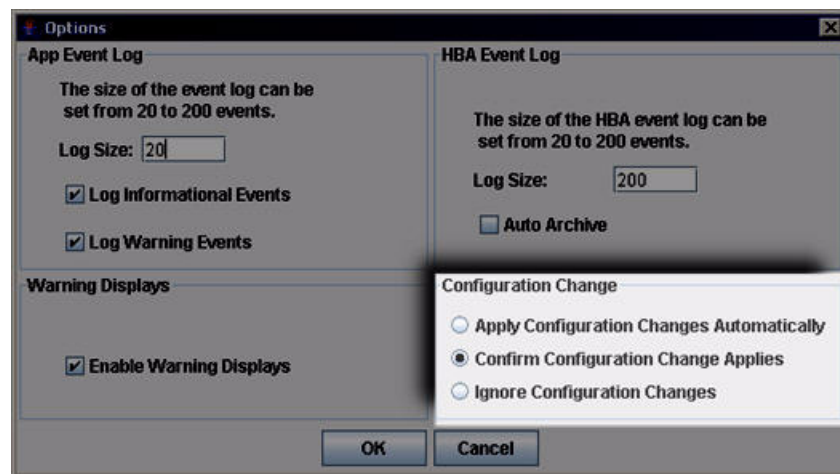 Options
App Event Log
The size of the event log can be
set from 20 to 200 events.
Log Size: 20
Log Informational Events
Log Warning Events
HBA Event Log
The size of the HBA event log can be
set from 20 to 200 events.
Log Size: 200
Auto Archive
Warning Displays
Enable Warning Displays
Configuration Change
Apply Configuration Changes Automatically
Confirm Configuration Change Applies
Ignore Configuration Changes
OK
Cancel